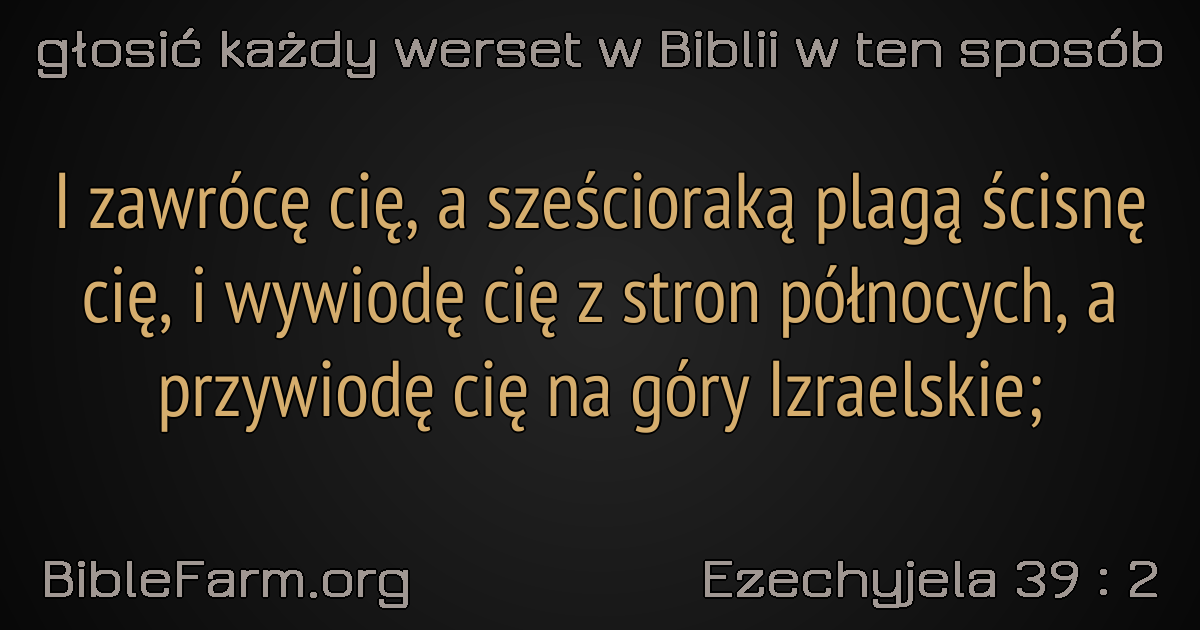 głosić każdy werset w Biblii w ten sposób
I zawrócę cię, a sześcioraką plagą ścisnę
cię, i wywiodę cię z stron północych, a
przywiodę cię na góry Izraelskie;
BibleFarm.org
Ezechyjela 39 : 2